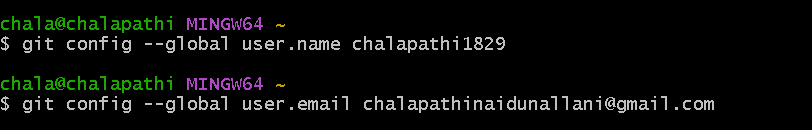 chala@chalapathi MINGW64 ~
$ git config --global user.name chalapathi1829
chala@chalapathi MINGW64 ~
$ git config --global user.email chalapathinaidunallani@gmail.com